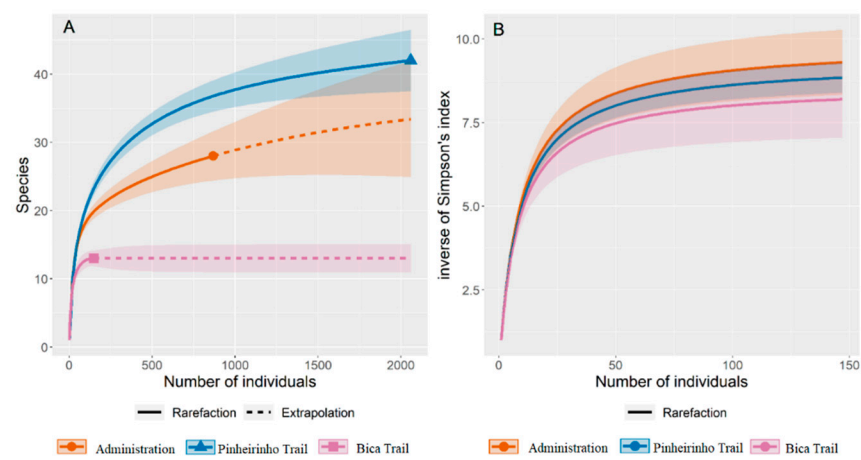 A
Species
40
30
20
10
0
0 500 1000 1500 2000
Number of individuals
Rarefaction Extrapolation
Administration Pinheirinho Trail Bica Trail
B
inverse of Simpson's index
10.0
7.5
5.0
2.5
0 50 100 150
Number of individuals
Rarefaction
Administration Pinheirinho Trail Bica Trail